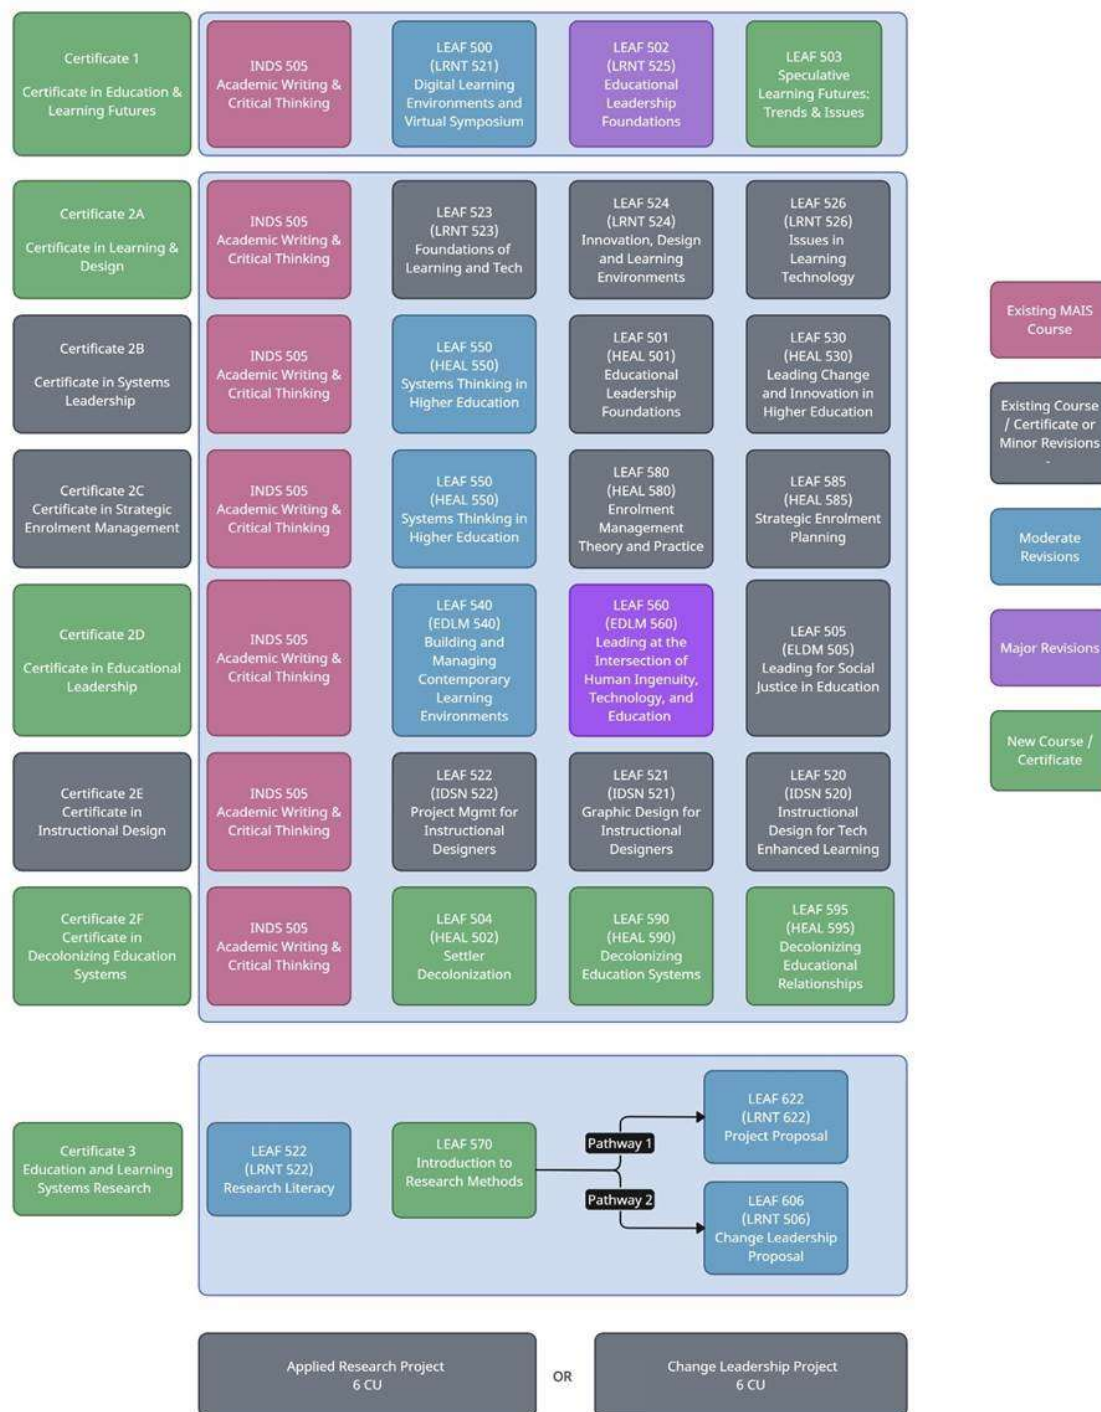 Certificate 1
Certificate in Education &
Learning Futures
INDS 505
Academic Writing &
Critical Thinking
LEAF 500
(LRNT 521)
Digital Learning
Environments and
Virtual Symposium
LEAF 502
(LRNT 525)
Educational
Leadership
Foundations
LEAF 503
Speculative
Learning Futures:
Trends & Issues
Certificate 2A
Certificate in Learning &
Design
INDS 505
Academic Writing &
Critical Thinking
LEAF 523
(LRNT 523)
Foundations of
Learning and Tech
LEAF 524
(LRNT 524)
Innovation, Design
and Learning
Environments
LEAF 526
(LRNT 526)
Issues in
Learning
Technology
Certificate 2B
Certificate in Systems
Leadership
INDS 505
Academic Writing &
Critical Thinking
LEAF 550
(HEAL 550)
Systems Thinking in
Higher Education
LEAF 501
(HEAL 501)
Educational
Leadership
Foundations
LEAF 530
(HEAL 530)
Leading Change
and Innovation in
Higher Education
Certificate 2C
Certificate in Strategic
Enrolment Management
INDS 505
Academic Writing &
Critical Thinking
LEAF 550
(HEAL 550)
Systems Thinking in
Higher Education
LEAF 580
(HEAL 580)
Enrolment
Management
Theory and Practice
LEAF 585
(HEAL 585)
Strategic Enrolment
Planning
Certificate 2D
Certificate in Educational
Leadership
INDS 505
Academic Writing &
Critical Thinking
LEAF 540
(EDLM 540)
Building and
Managing
Contemporary
Learning
Environments
LEAF 560
(EDLM 560)
Leading at the
Intersection of
Human Ingenuity,
Technology, and
Education
LEAF 505
(ELDM 505)
Leading for Social
Justice in Education
Certificate 2E
Certificate in
Instructional Design
INDS 505
Academic Writing &
Critical Thinking
LEAF 522
(IDSN 522)
Project Mgmt for
Instructional
Designers
LEAF 521
(IDSN 521)
Graphic Design for
Instructional
Designers
LEAF 520
(IDSN 520)
Instructional
Design for Tech
Enhanced Learning
Certificate 2F
Certificate in
Decolonizing Education
Systems
INDS 505
Academic Writing &
Critical Thinking
LEAF 504
(HEAL 502)
Settler
Decolonization
LEAF 590
(HEAL 590)
Decolonizing
Education Systems
LEAF 595
(HEAL 595)
Decolonizing
Educational
Relationships
Certificate 3
Education and Learning
Systems Research
LEAF 522
(LRNT 522)
Research Literacy
LEAF 570
Introduction to
Research Methods
Pathway 1
Pathway 2
LEAF 622
(LRNT 622)
Project Proposal
LEAF 606
(LRNT 506)
Change Leadership
Proposal
Applied Research Project
6 CU
OR
Change Leadership Project
6 CU
Existing MAIS
Course
Existing Course
/ Certificate or
Minor Revisions
-
Moderate
Revisions
Major Revisions
New Course /
Certificate